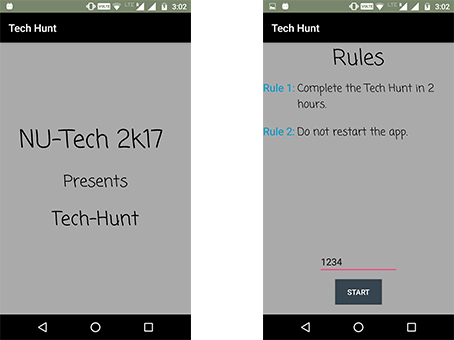 VOLTE LTE 3:02
Tech Hunt
NU-Tech 2k17
Presents
Tech-Hunt
VOLTE LTE 3:02
Tech Hunt
Rules
Rule 1: Complete the Tech Hunt in 2
hours.
Rule 2: Do not restart the app.
1234
START